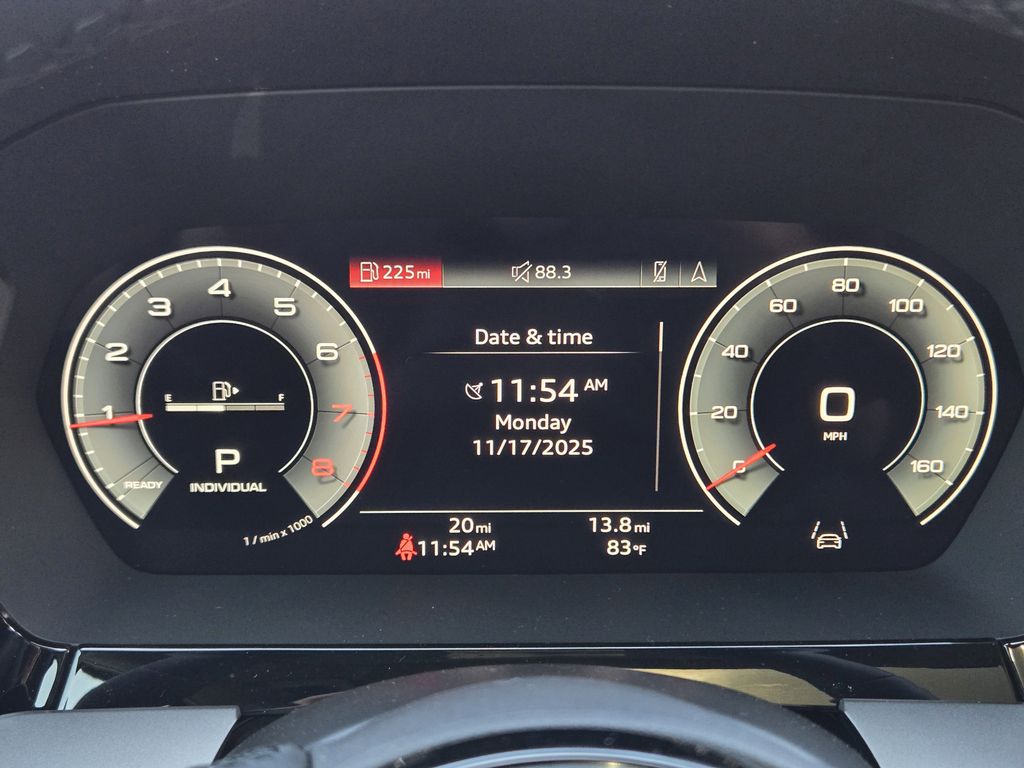 225 mi
88.3
1 2 3 4 5 6 7 8
READY
E F
P
INDIVIDUAL
1 / min x 1000
Date & time
11:54 AM
Monday
11/17/2025
20 mi 13.8 mi
11:54 AM 83 °F
0 20 40 60 80 100 120 140 160
0
MPH